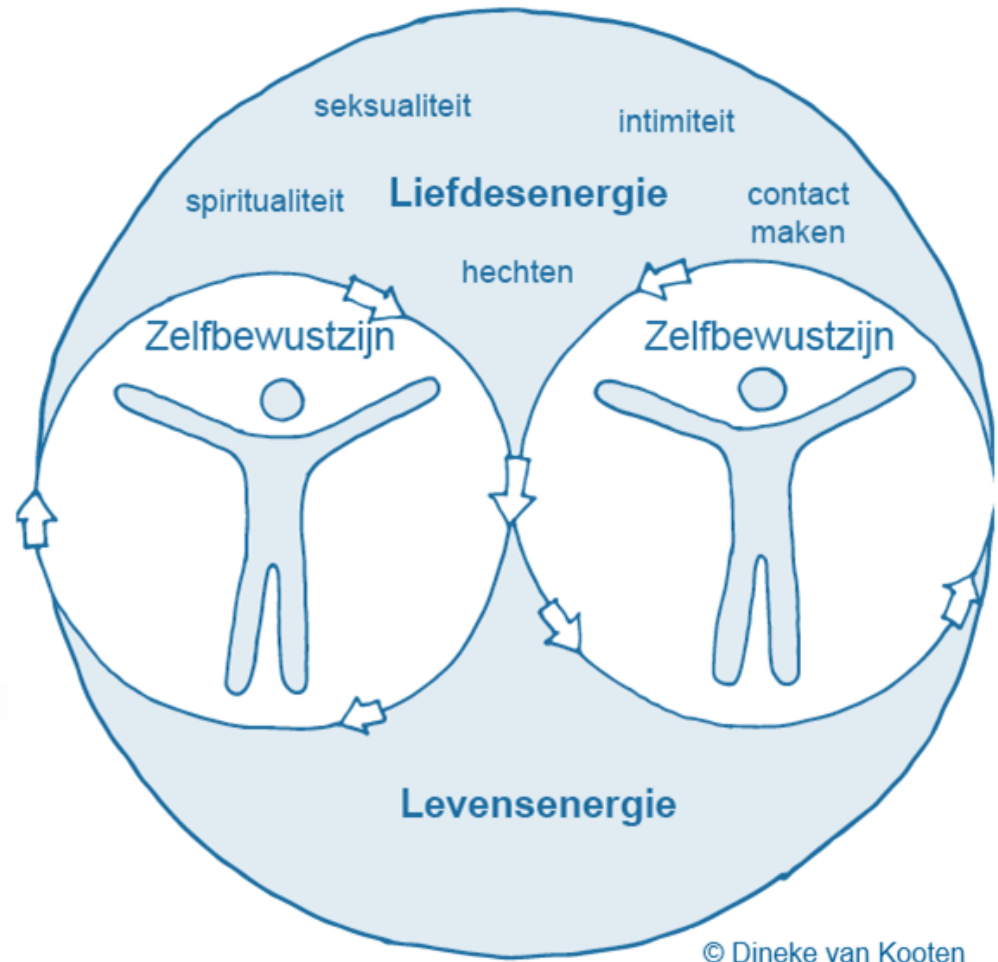 seksualiteit
intimiteit
spiritualiteit
Liefdesenergie
contact
maken
hechten
Zelfbewustzijn
Zelfbewustzijn
Levensenergie
© Dineke van Kooten